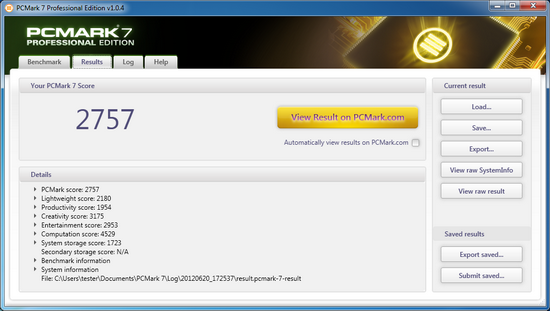 PCMark 7 Professional Edition v1.0.4
PCMARK 7
PROFESSIONAL EDITION
Benchmark
Results
Log
Help
Your PCMark 7 Score
2757
View Result on PCMark.com
Automatically view results on PCMark.com
Details
PCMark score: 2757
Lightweight score: 2180
Productivity score: 1954
Creativity score: 3175
Entertainment score: 2953
Computation score: 4529
System storage score: 1723
Secondary storage score: N/A
Benchmark information
System information
File: C:\Users\tester\Documents\PCMark 7\Log\20120620_172537\result.pcmark-7-result
Current result
Load...
Save...
Export...
View raw SystemInfo
View raw result
Saved results
Export saved...
Submit saved...